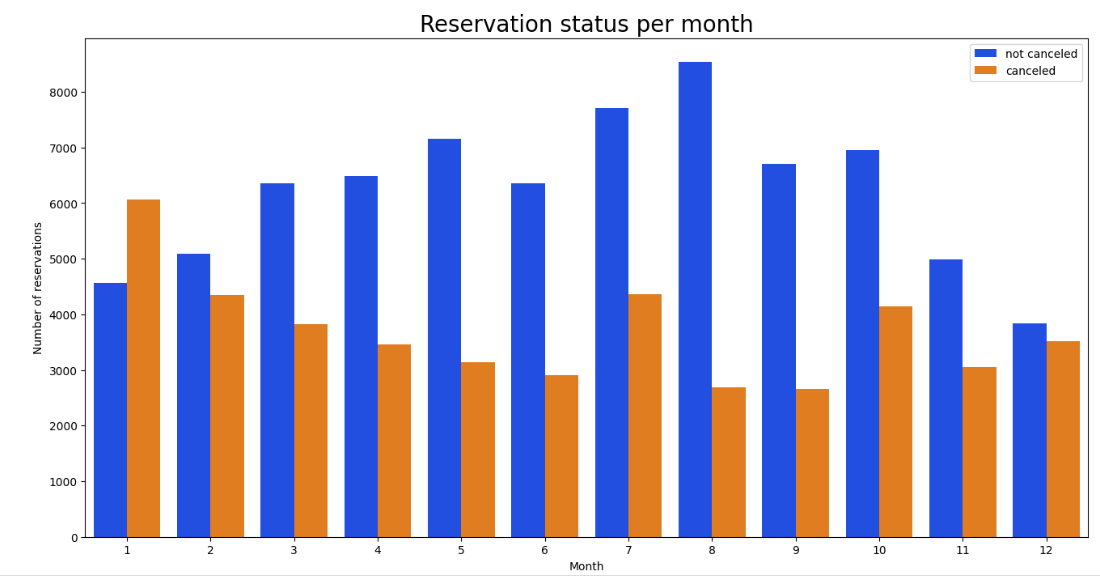 Reservation status per month
not canceled
canceled
Number of reservations
8000
7000
6000
5000
4000
3000
2000
1000
0
1 2 3 4 5 6 7 8 9 10 11 12
Month